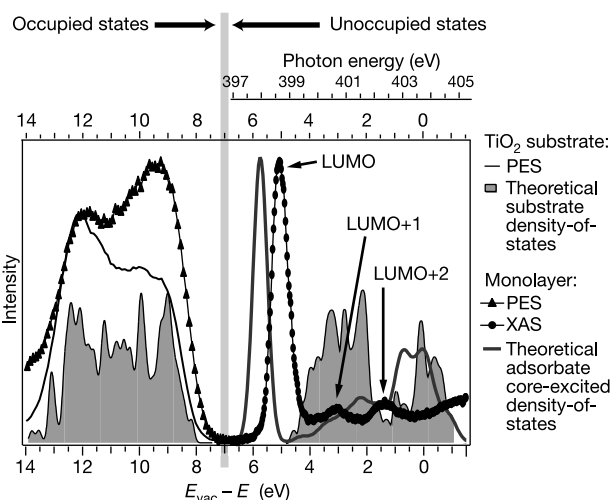 Occupied states
Unoccupied states
Photon energy (eV)
397 399 401 403 405
14 12 10 8 6 4 2 0
Intensity
LUMO
LUMO+1
LUMO+2
14 12 10 8 6 4 2 0
Evac – E (eV)
TiO2 substrate:
PES
Theoretical
substrate
density-of-
states
Monolayer:
PES
XAS
Theoretical
adsorbate
core-excited
density-of-
states